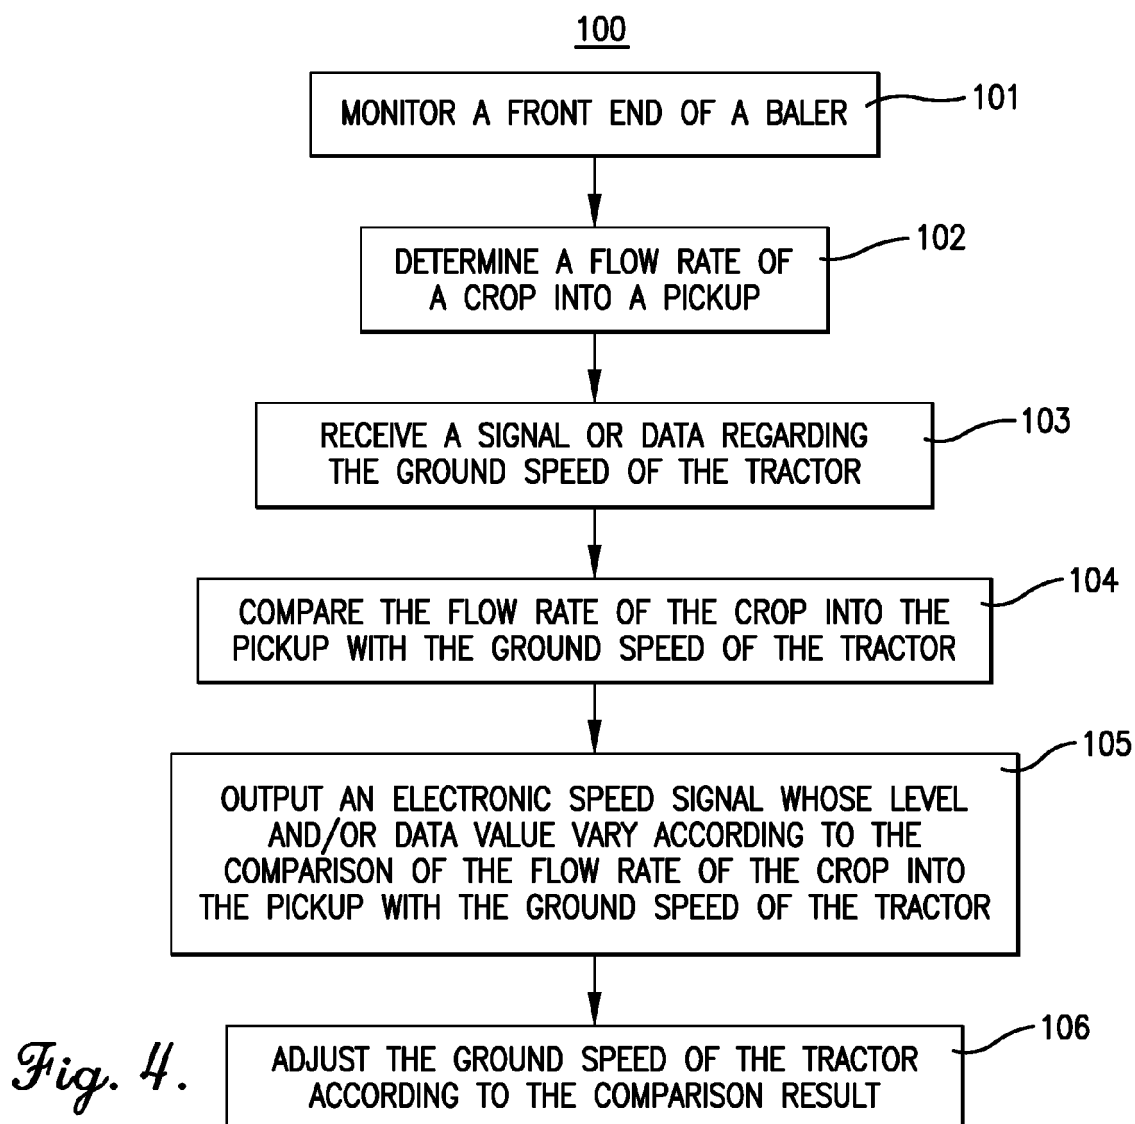 100
MONITOR A FRONT END OF A BALER
101
DETERMINE A FLOW RATE OF
A CROP INTO A PICKUP
102
RECEIVE A SIGNAL OR DATA REGARDING
THE GROUND SPEED OF THE TRACTOR
103
COMPARE THE FLOW RATE OF THE CROP INTO THE
PICKUP WITH THE GROUND SPEED OF THE TRACTOR
104
OUTPUT AN ELECTRONIC SPEED SIGNAL WHOSE LEVEL
AND/OR DATA VALUE VARY ACCORDING TO THE
COMPARISON OF THE FLOW RATE OF THE CROP INTO
THE PICKUP WITH THE GROUND SPEED OF THE TRACTOR
105
ADJUST THE GROUND SPEED OF THE TRACTOR
ACCORDING TO THE COMPARISON RESULT
106
Fig. 4.